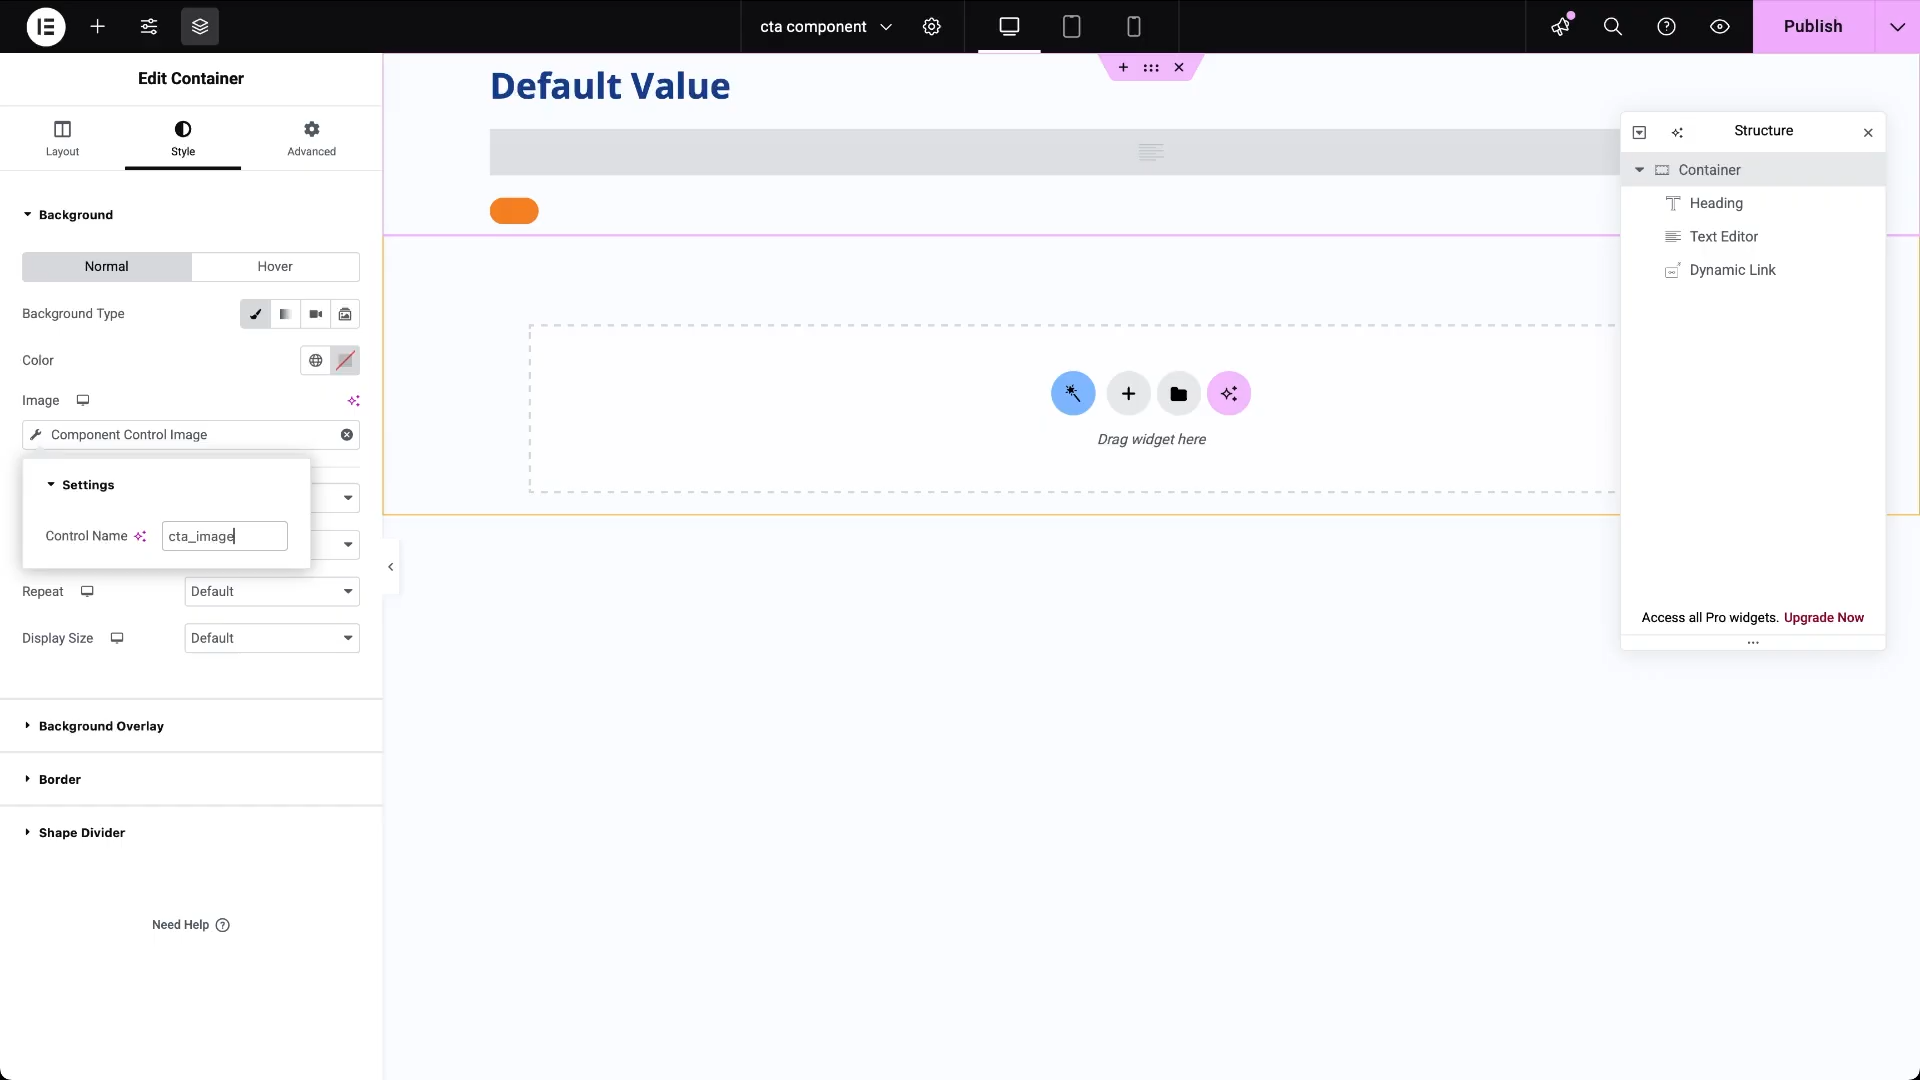 cta component
Publish
Edit Container
Layout
Style
Advanced
Background
Normal
Hover
Background Type
Color
Image
Component Control Image
Settings
Control Name
cta_image
Repeat
Default
Display Size
Default
Background Overlay
Border
Shape Divider
Need Help
Default Value
Drag widget here
Structure
Container
Heading
Text Editor
Dynamic Link
Access all Pro widgets. Upgrade Now